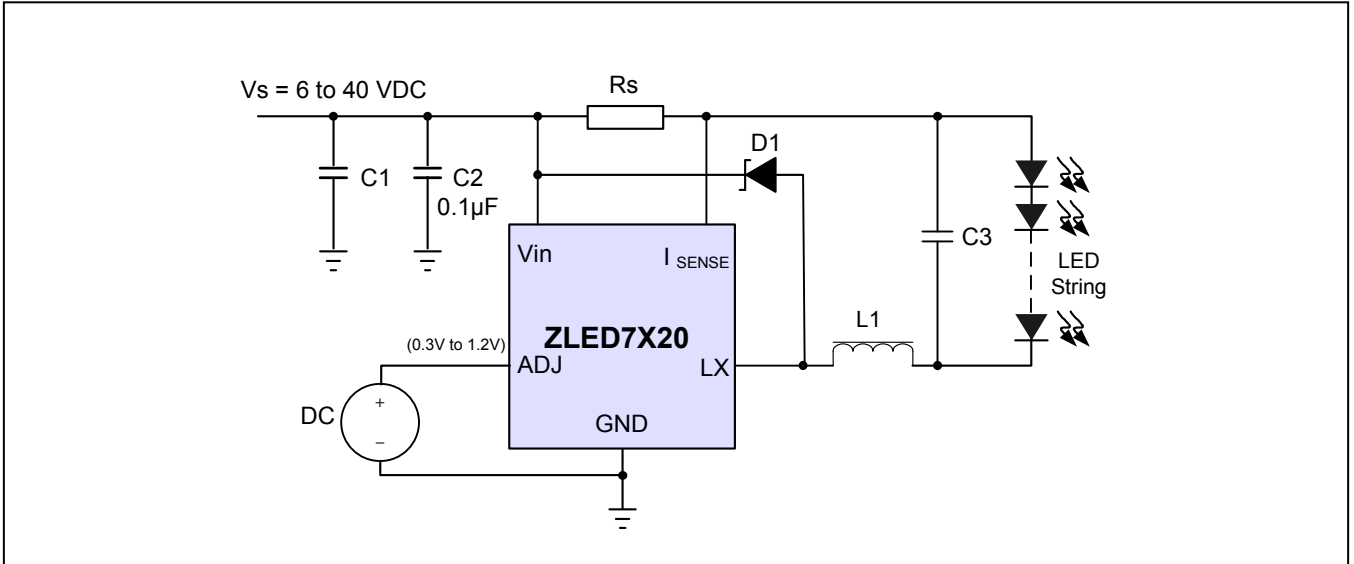 Vs = 6 to 40 VDC
Rs
D1
C1
C2
0.1µF
C3
LED
String
Vin
I SENSE
ZLED7X20
L1
(0.3V to 1.2V)
ADJ
LX
DC
+
−
GND